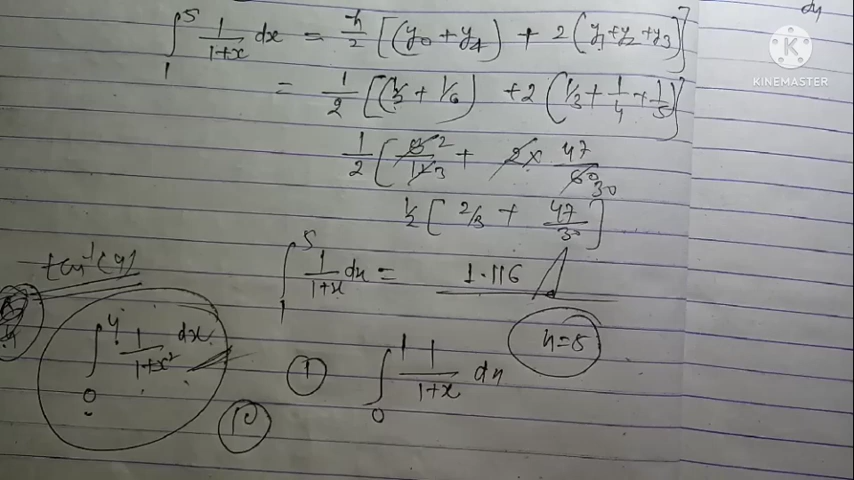 dy
∫₁⁵ 1/(1+x) dx = h/2 [(y₀ + y₄) + 2(y₁+y₂+y₃)]
K
KINEMASTER
= 1/2 [(1/2 + 1/6) + 2(1/3 + 1/4 + 1/5)]
1/2 [ 2/3 + 2× 47/60 30
1/2 [ 2/3 + 47/30 ]
tan⁻¹(4)
∫₁⁵ 1/(1+x) dx = 1.116
∫₀⁴ 1/(1+x²) dx
① ∫₀¹ 1/(1+x) dx
n=5
10